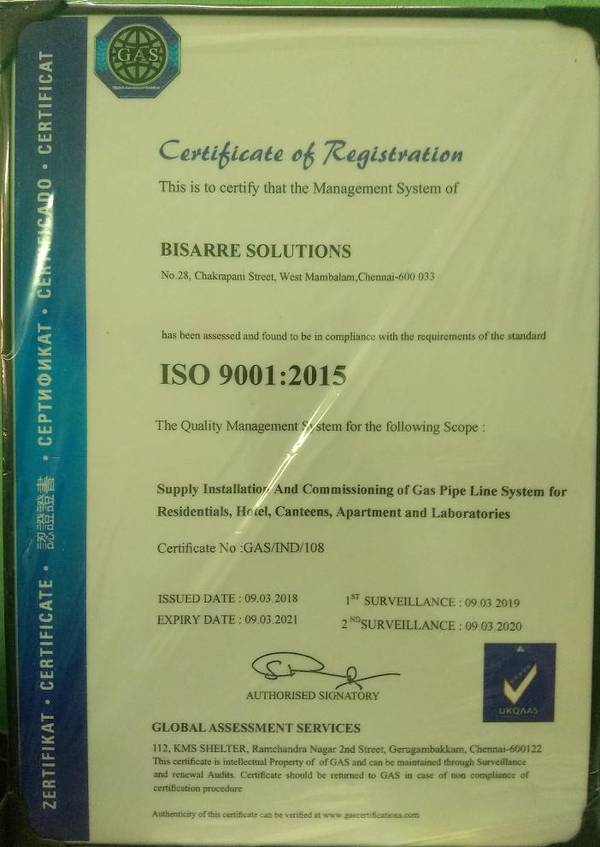 GAS
Certificate of Registration
This is to certify that the Management System of
BISARRE SOLUTIONS
No.28, Chakrapani Street, West Mambalam,Chennai-600 033
has been assessed and found to be in compliance with the requirements of the standard
ISO 9001:2015
The Quality Management System for the following Scope :
Supply Installation And Commissioning of Gas Pipe Line System for
Residentials, Hotel, Canteens, Apartment and Laboratories
Certificate No :GAS/IND/108
ISSUED DATE : 09.03.2018
1ST SURVEILLANCE : 09.03.2019
EXPIRY DATE : 09.03.2021
2NDSURVEILLANCE : 09.03.2020
AUTHORISED SIGNATORY
UKQAAS
GLOBAL ASSESSMENT SERVICES
112, KMS SHELTER, Ramchandra Nagar 2nd Street, Gerugambakkam, Chennai-600122
This certificate is intellectual Property of of GAS and can be maintained through Surveillance
and renewal Audits. Certificate should be returned to GAS in case of non compliance of
certification procedure
Authenticity of this certificate can be verified at www.gascertifications.com
ZERTIFIKAT • CERTIFICATE • 認證證書 • СЕРТИФИКАТ • CERTIFICADO • CERTIFICAT